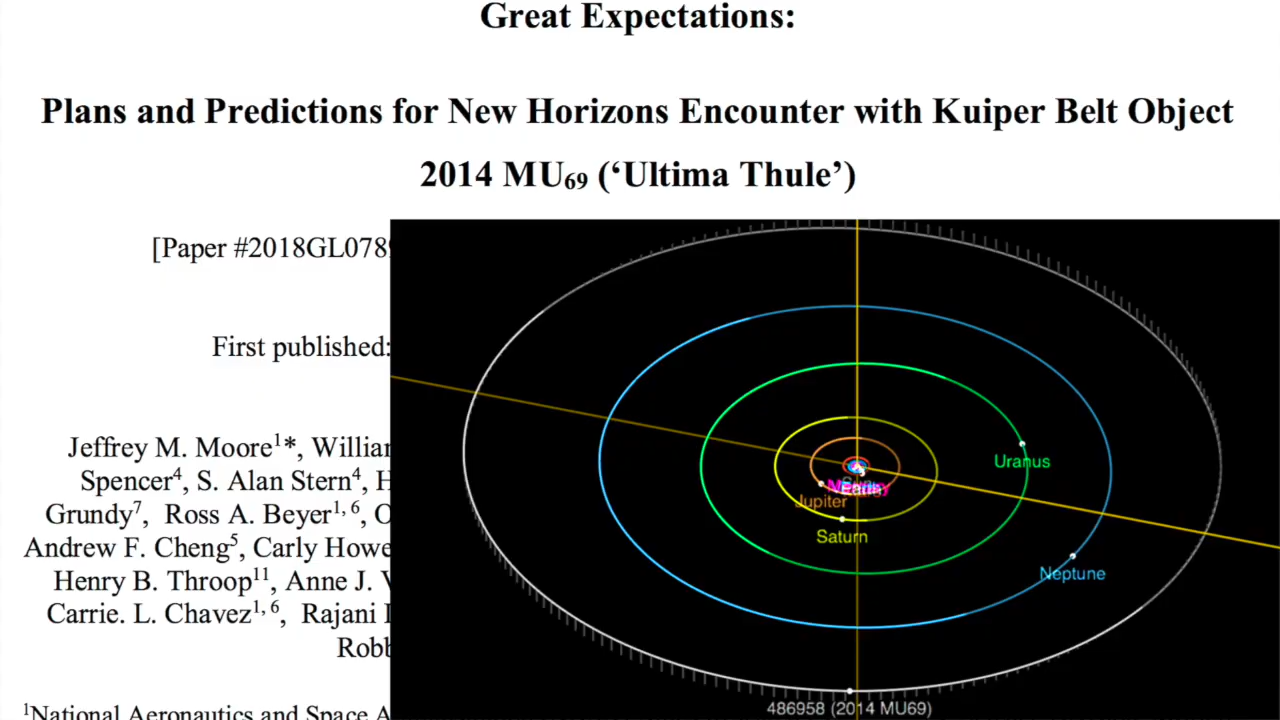 Great Expectations:
Plans and Predictions for New Horizons Encounter with Kuiper Belt Object
2014 MU69 (‘Ultima Thule’)
[Paper #2018GL078
First published:
Jeffrey M. Moore1*, Willia
Spencer4, S. Alan Stern4, H
Grundy7, Ross A. Beyer1, 6, O
Andrew F. Cheng5, Carly Howe
Henry B. Throop11, Anne J.
Carrie. L. Chavez1, 6, Rajani
Robb
1National Aeronautics and Space A
Uranus
Jupiter
Saturn
Neptune
486958 (2014 MU69)